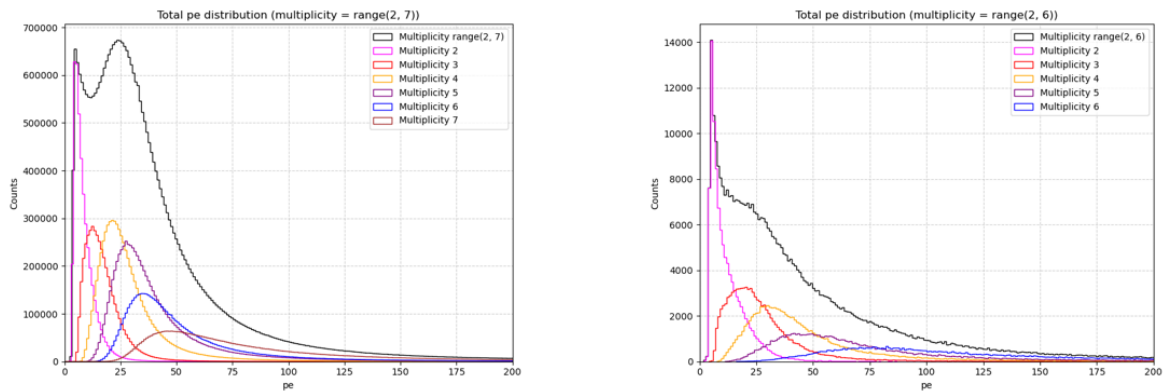 Total pe distribution (multiplicity = range(2, 7))
700000
600000
500000
400000
300000
200000
100000
0
Counts
Multiplicity range(2, 7)
Multiplicity 2
Multiplicity 3
Multiplicity 4
Multiplicity 5
Multiplicity 6
Multiplicity 7
0 25 50 75 100 125 150 175 200
pe
Total pe distribution (multiplicity = range(2, 6))
14000
12000
10000
8000
6000
4000
2000
0
Counts
Multiplicity range(2, 6)
Multiplicity 2
Multiplicity 3
Multiplicity 4
Multiplicity 5
Multiplicity 6
0 25 50 75 100 125 150 175 200
pe